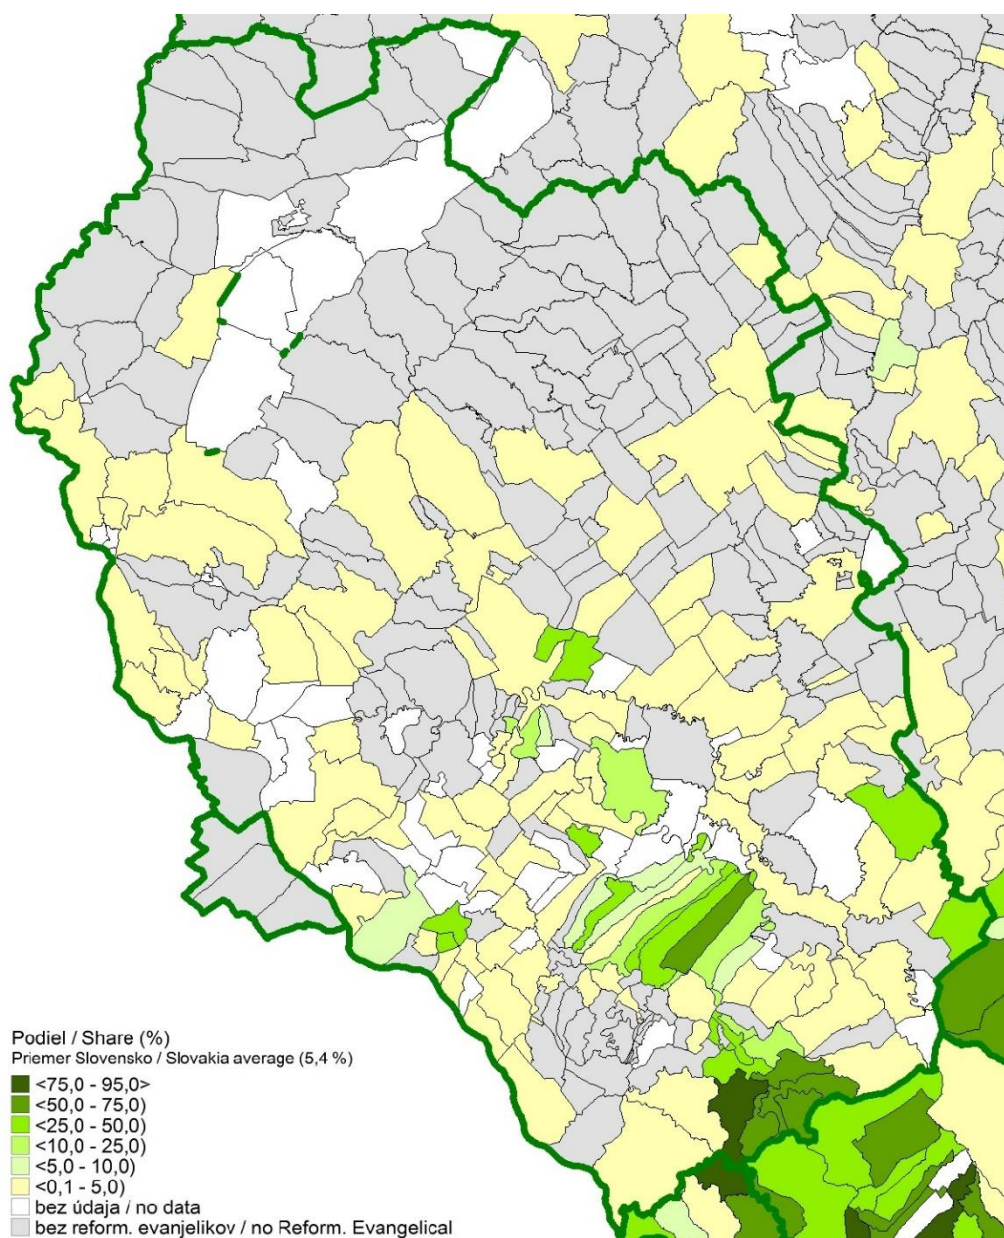 Podiel / Share (%)
Priemer Slovensko / Slovakia average (5,4 %)
<75,0 - 95,0>
<50,0 - 75,0)
<25,0 - 50,0)
<10,0 - 25,0)
<5,0 - 10,0)
<0,1 - 5,0)
bez údaja / no data
bez reform. evanjelikov / no Reform. Evangelical